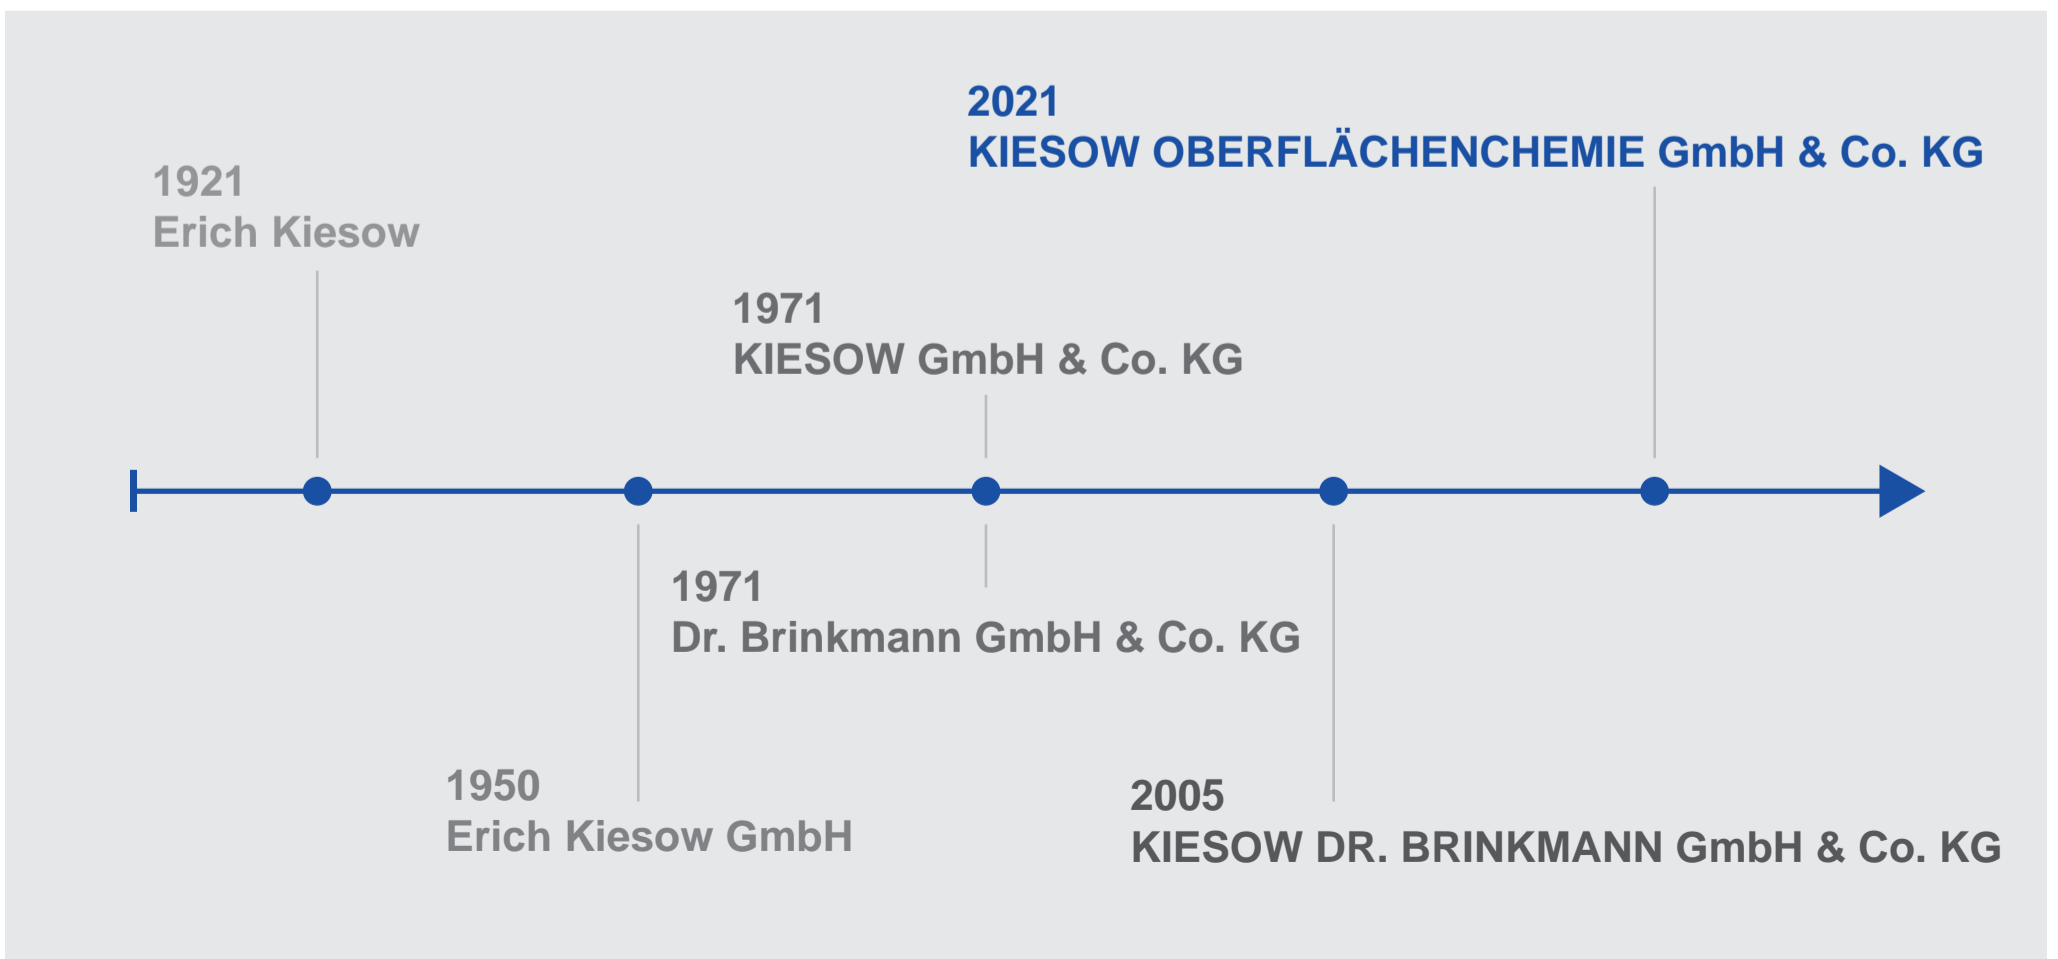 1921
Erich Kiesow
1950
Erich Kiesow GmbH
1971
KIESOW GmbH & Co. KG
1971
Dr. Brinkmann GmbH & Co. KG
2005
KIESOW DR. BRINKMANN GmbH & Co. KG
2021
KIESOW OBERFLÄCHENCHEMIE GmbH & Co. KG